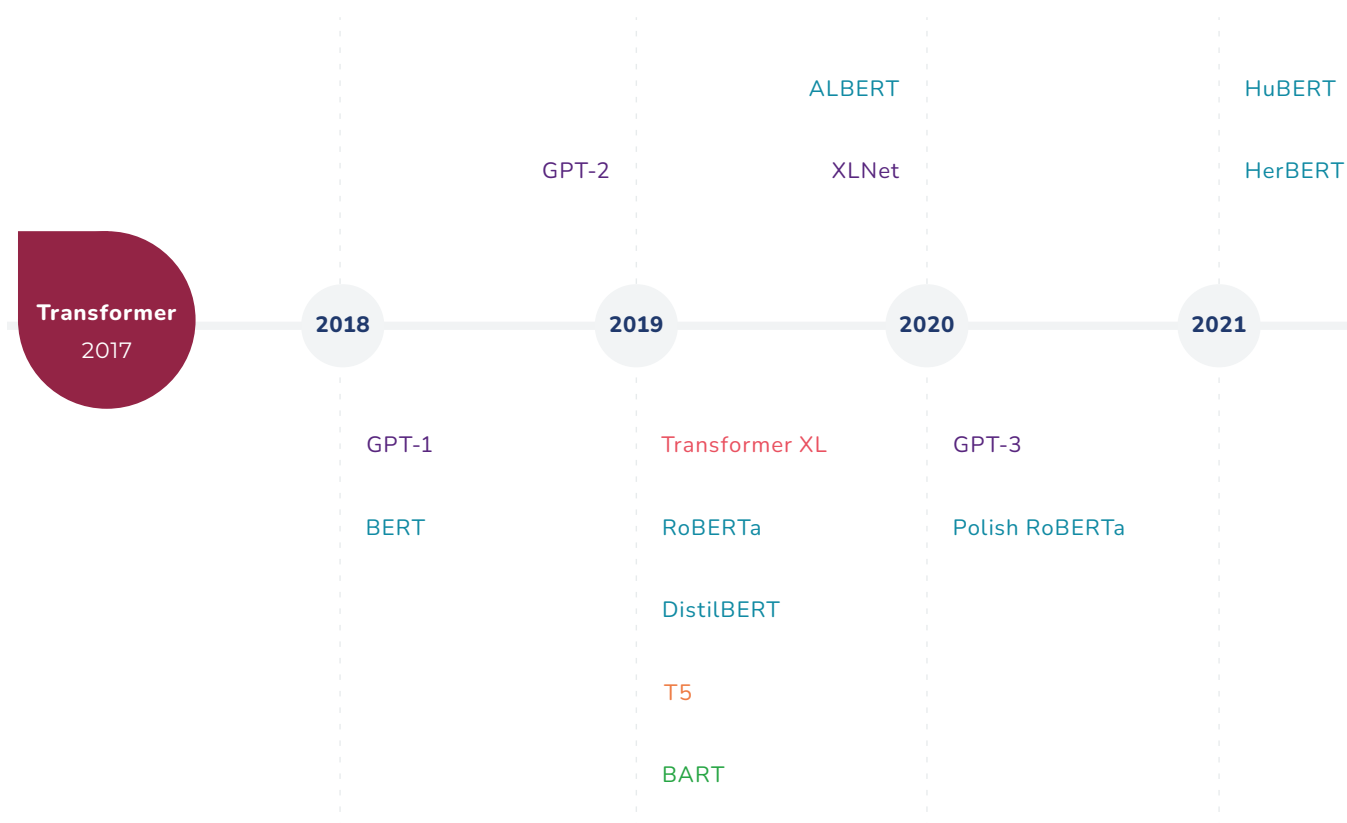 ALBERT
HuBERT
GPT-2
XLNet
HerBERT
Transformer
2017
2018
2019
2020
2021
GPT-1
Transformer XL
GPT-3
BERT
RoBERTa
Polish RoBERTa
DistilBERT
T5
BART